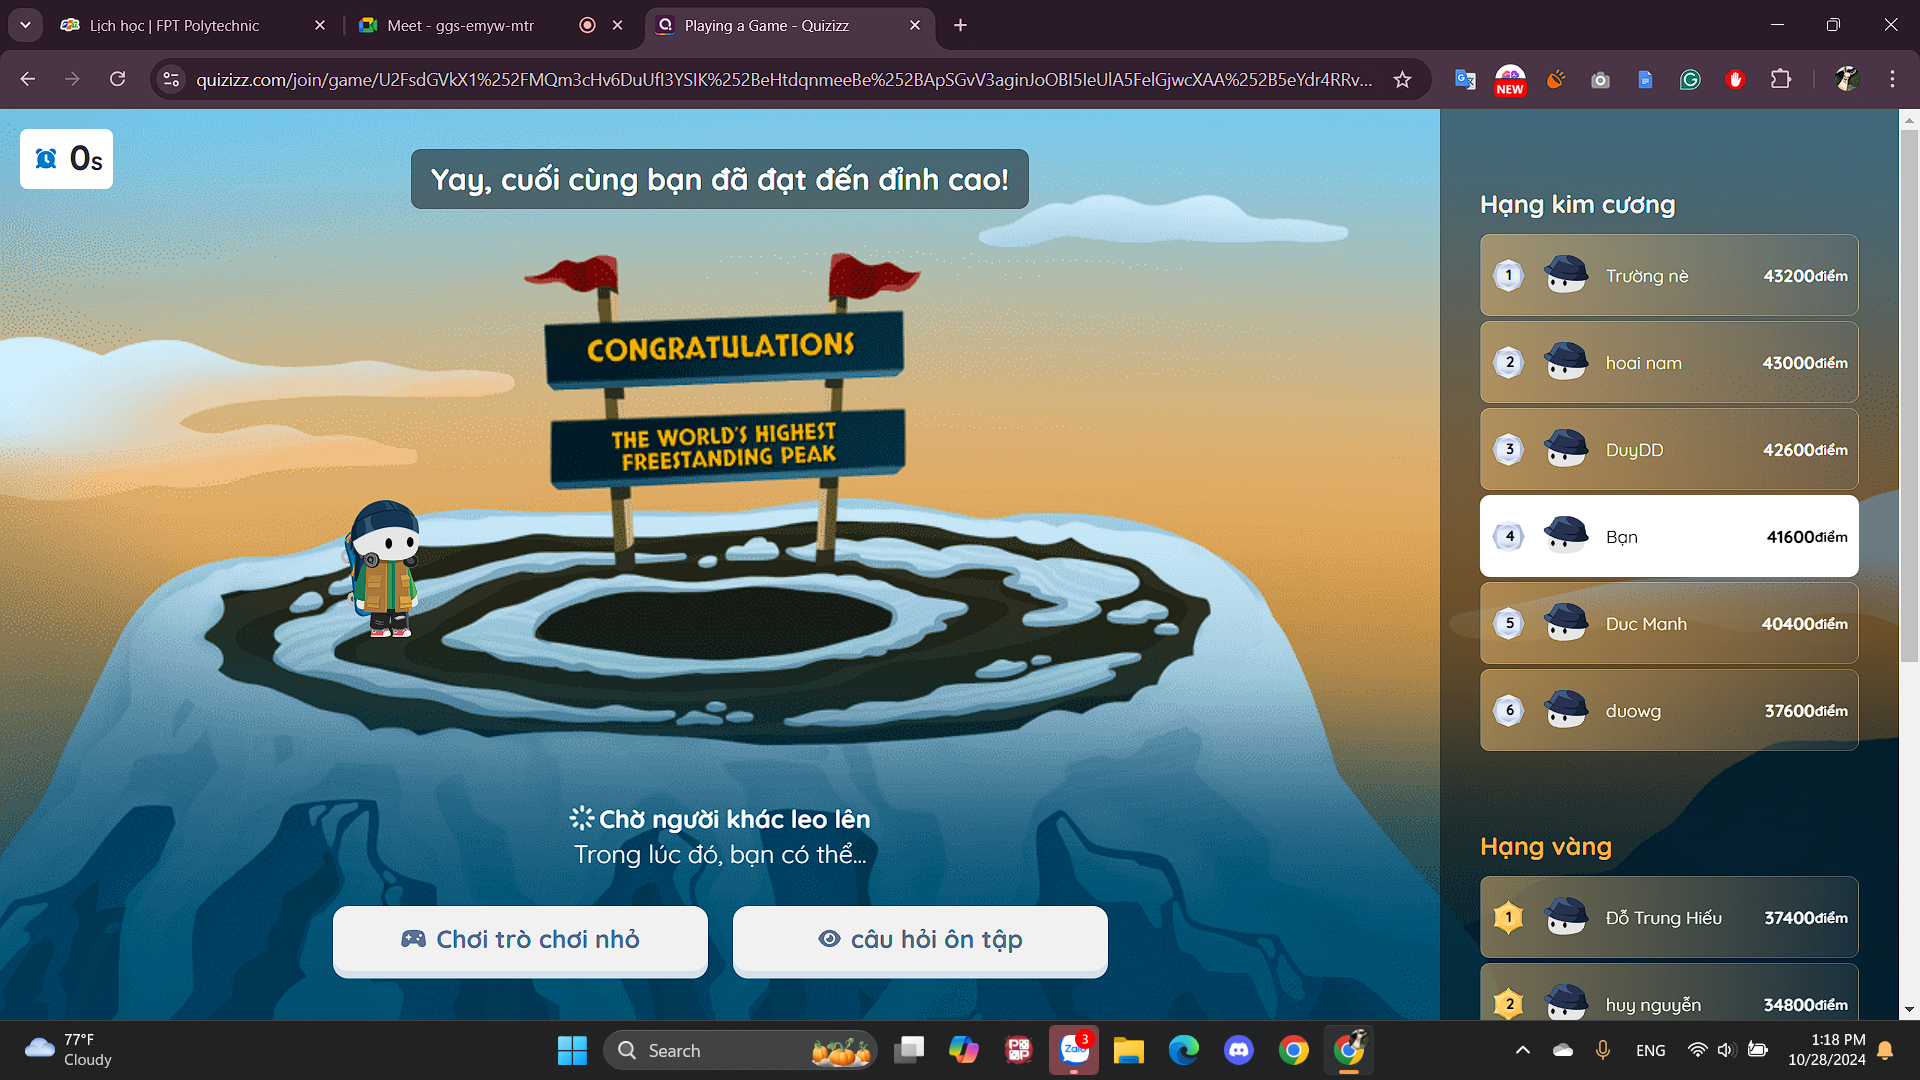 Lịch học | FPT Polytechnic
Meet - ggs-emyw-mtr
Playing a Game - Quizizz
quizizz.com/join/game/U2FsdGVkX1%252FMQm3cHv6DuUfI3YSIK%252BeHtdqnmeeBe%252BApSGvV3aginJoOBI5IeUlA5FelGjwcXAA%252B5eYdr4RRv...
NEW
0s
Yay, cuối cùng bạn đã đạt đến đỉnh cao!
CONGRATULATIONS
THE WORLD'S HIGHEST
FREESTANDING PEAK
Chờ người khác leo lên
Trong lúc đó, bạn có thể...
Chơi trò chơi nhỏ
câu hỏi ôn tập
Hạng kim cương
1 Trường nè 43200điểm
2 hoai nam 43000điểm
3 DuyDD 42600điểm
4 Bạn 41600điểm
5 Duc Manh 40400điểm
6 duowg 37600điểm
Hạng vàng
1 Đỗ Trung Hiếu 37400điểm
2 huy nguyễn 34800điểm
77°F
Cloudy
Search
Zalo
3
ENG
1:18 PM
10/28/2024